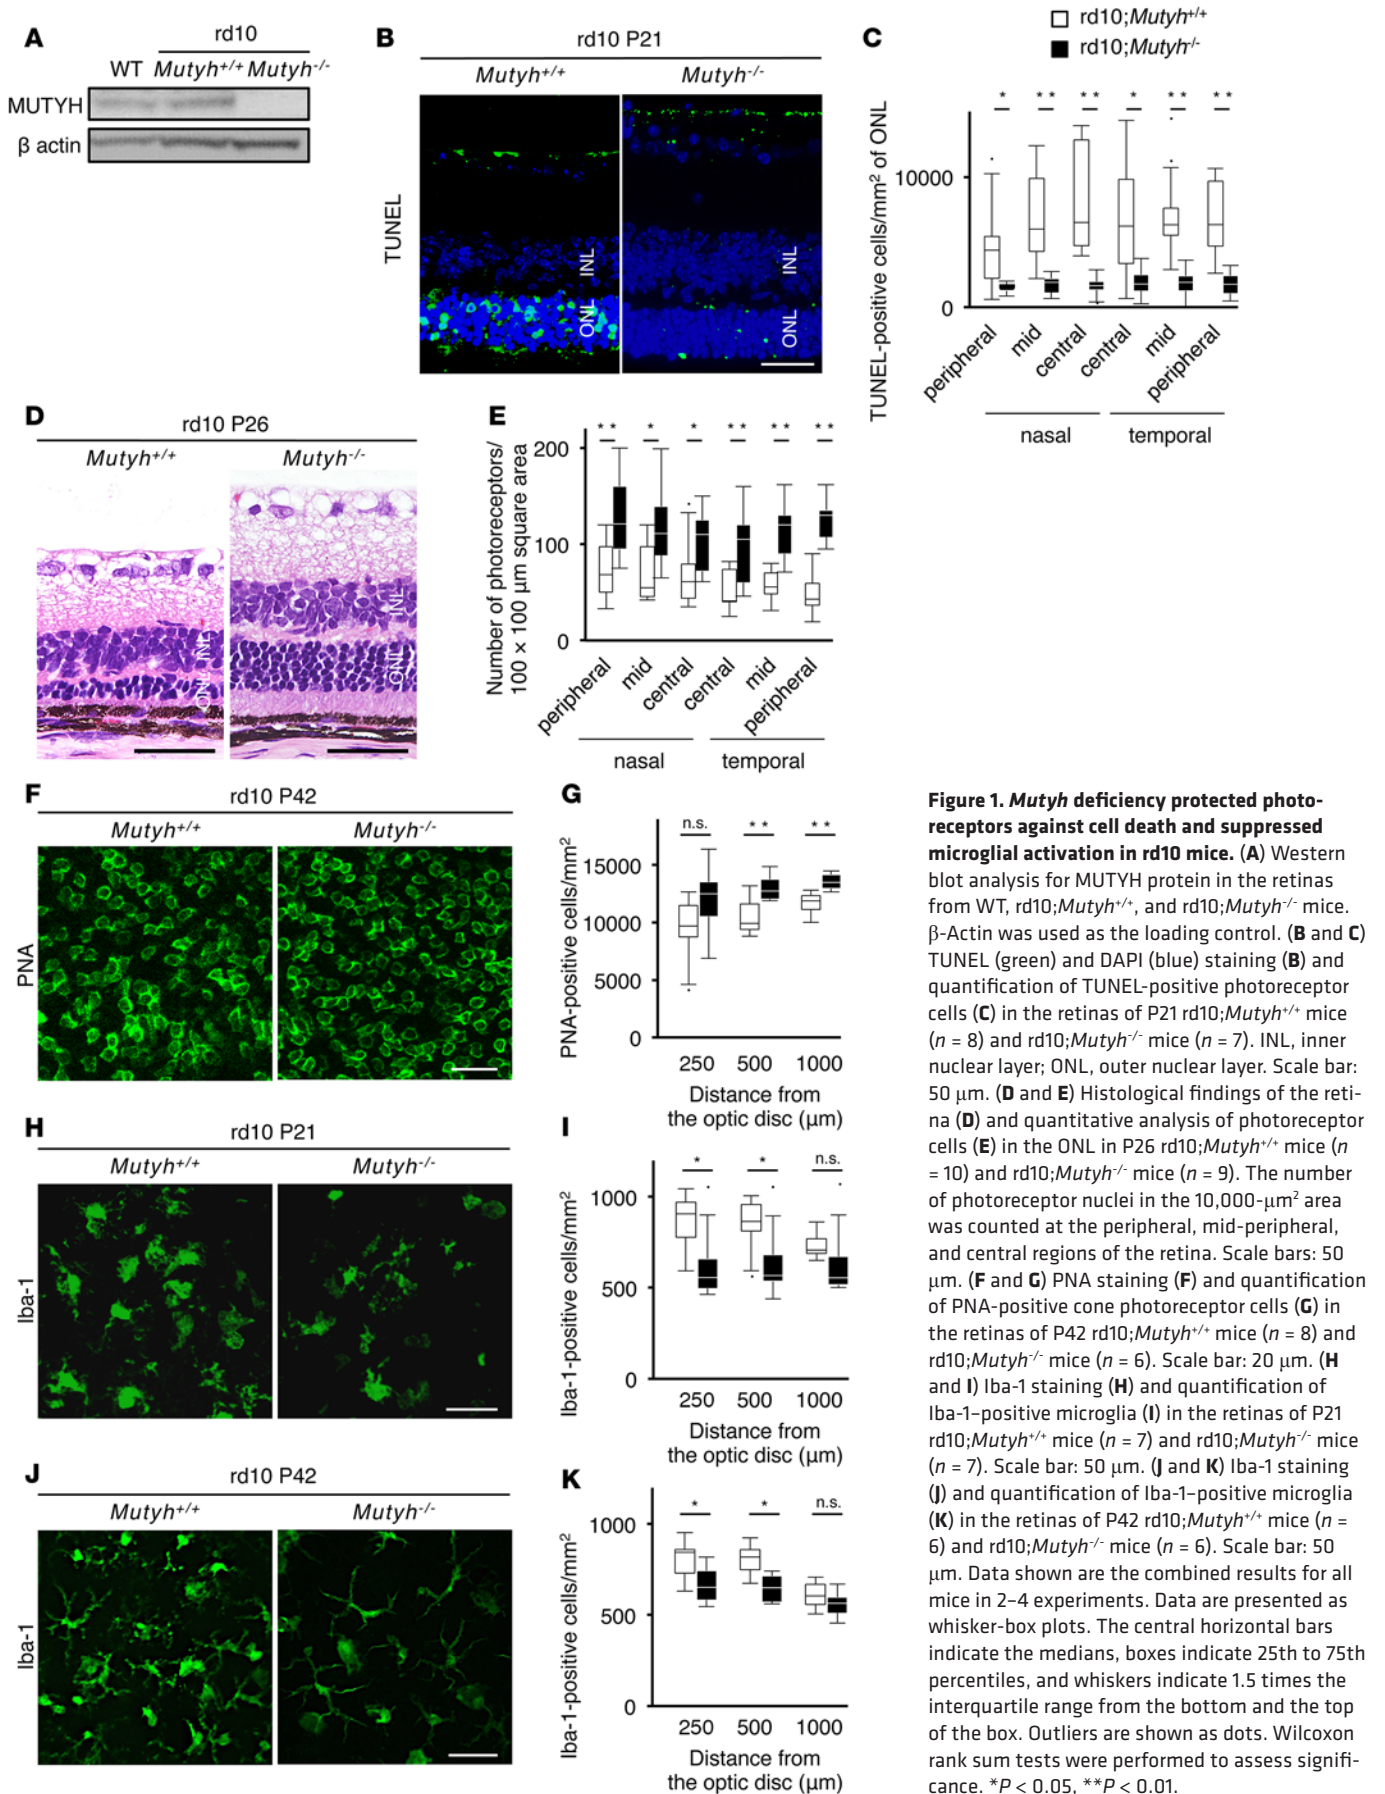 A
rd10
WT Mutyh+/+ Mutyh-/-
MUTYH
β actin
B
rd10 P21
Mutyh+/+ Mutyh-/-
TUNEL
INL
ONL
INL
ONL
C
rd10;Mutyh+/+
rd10;Mutyh-/-
TUNEL-positive cells/mm2 of ONL
* ** ** * ** **
10000
0
peripheral mid central central mid peripheral
nasal temporal
D
rd10 P26
Mutyh+/+ Mutyh-/-
INL
ONL
INL
ONL
E
Number of photoreceptors/
100 × 100 μm square area
** * * ** ** **
200
100
0
peripheral mid central central mid peripheral
nasal temporal
F
rd10 P42
Mutyh+/+ Mutyh-/-
PNA
G
PNA-positive cells/mm2
n.s. ** **
15000
10000
5000
0
250 500 1000
Distance from
the optic disc (μm)
H
rd10 P21
Mutyh+/+ Mutyh-/-
Iba-1
I
Iba-1-positive cells/mm2
* * n.s.
1000
500
0
250 500 1000
Distance from
the optic disc (μm)
J
rd10 P42
Mutyh+/+ Mutyh-/-
Iba-1
K
Iba-1-positive cells/mm2
* * n.s.
1000
500
0
250 500 1000
Distance from
the optic disc (μm)
Figure 1. Mutyh deficiency protected photo-
receptors against cell death and suppressed
microglial activation in rd10 mice. (A) Western
blot analysis for MUTYH protein in the retinas
from WT, rd10;Mutyh+/+, and rd10;Mutyh-/- mice.
β-Actin was used as the loading control. (B and C)
TUNEL (green) and DAPI (blue) staining (B) and
quantification of TUNEL-positive photoreceptor
cells (C) in the retinas of P21 rd10;Mutyh+/+ mice
(n = 8) and rd10;Mutyh-/- mice (n = 7). INL, inner
nuclear layer; ONL, outer nuclear layer. Scale bar:
50 μm. (D and E) Histological findings of the reti-
na (D) and quantitative analysis of photoreceptor
cells (E) in the ONL in P26 rd10;Mutyh+/+ mice (n
= 10) and rd10;Mutyh-/- mice (n = 9). The number
of photoreceptor nuclei in the 10,000-μm2 area
was counted at the peripheral, mid-peripheral,
and central regions of the retina. Scale bars: 50
μm. (F and G) PNA staining (F) and quantification
of PNA-positive cone photoreceptor cells (G) in
the retinas of P42 rd10;Mutyh+/+ mice (n = 8) and
rd10;Mutyh-/- mice (n = 6). Scale bar: 20 μm. (H
and I) Iba-1 staining (H) and quantification of
Iba-1–positive microglia (I) in the retinas of P21
rd10;Mutyh+/+ mice (n = 7) and rd10;Mutyh-/- mice
(n = 7). Scale bar: 50 μm. (J and K) Iba-1 staining
(J) and quantification of Iba-1–positive microglia
(K) in the retinas of P42 rd10;Mutyh+/+ mice (n =
6) and rd10;Mutyh-/- mice (n = 6). Scale bar: 50
μm. Data shown are the combined results for all
mice in 2–4 experiments. Data are presented as
whisker-box plots. The central horizontal bars
indicate the medians, boxes indicate 25th to 75th
percentiles, and whiskers indicate 1.5 times the
interquartile range from the bottom and the top
of the box. Outliers are shown as dots. Wilcoxon
rank sum tests were performed to assess signifi-
cance. *P < 0.05, **P < 0.01.